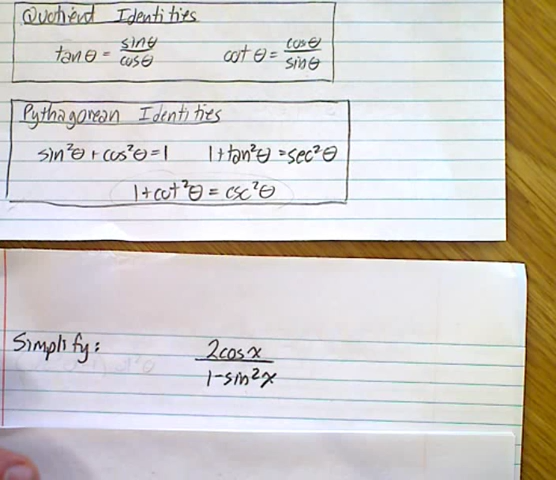 Quotient Identities
tanθ = sinθ/cosθ cotθ = cosθ/sinθ
Pythagorean Identities
sin²θ + cos²θ = 1 1 + tan²θ = sec²θ
1 + cot²θ = csc²θ
Simplify: 2cosx/1-sin²x